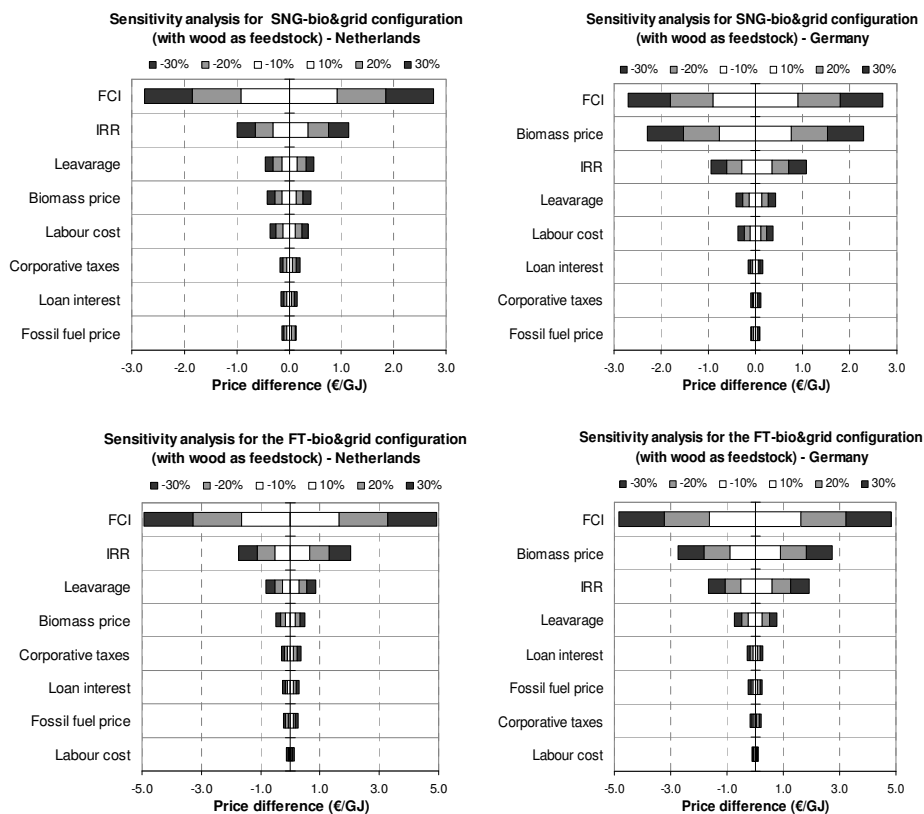 Sensitivity analysis for SNG-bio&grid configuration
(with wood as feedstock) - Netherlands
-30% -20% -10% 10% 20% 30%
FCI
IRR
Leavarage
Biomass price
Labour cost
Corporative taxes
Loan interest
Fossil fuel price
-3.0 -2.0 -1.0 0.0 1.0 2.0 3.0
Price difference (€/GJ)
Sensitivity analysis for SNG-bio&grid configuration
(with wood as feedstock) - Germany
-30% -20% -10% 10% 20% 30%
FCI
Biomass price
IRR
Leavarage
Labour cost
Loan interest
Corporative taxes
Fossil fuel price
-3.0 -2.0 -1.0 0.0 1.0 2.0 3.0
Price difference (€/GJ)
Sensitivity analysis for the FT-bio&grid configuration
(with wood as feedstock) - Netherlands
-30% -20% -10% 10% 20% 30%
FCI
IRR
Leavarage
Biomass price
Corporative taxes
Loan interest
Fossil fuel price
Labour cost
-5.0 -3.0 -1.0 1.0 3.0 5.0
Price difference (€/GJ)
Sensitivity analysis for the FT-bio&grid configuration
(with wood as feedstock) - Germany
-30% -20% -10% 10% 20% 30%
FCI
Biomass price
IRR
Leavarage
Loan interest
Fossil fuel price
Corporative taxes
Labour cost
-5.0 -3.0 -1.0 1.0 3.0 5.0
Price difference (€/GJ)